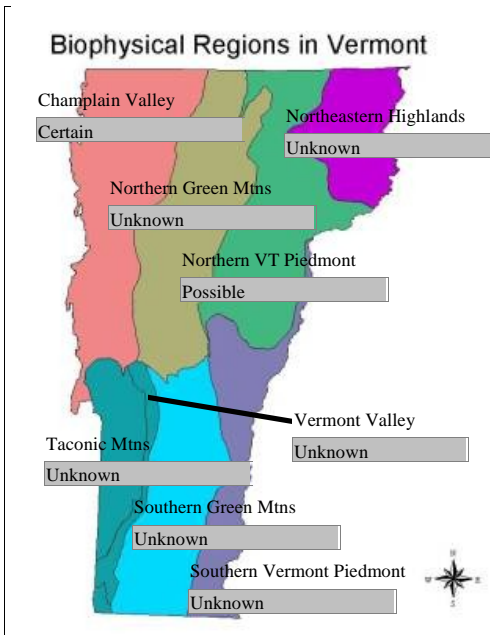 Biophysical Regions in Vermont
Champlain Valley
Certain
Northeastern Highlands
Unknown
Northern Green Mtns
Unknown
Northern VT Piedmont
Possible
Vermont Valley
Unknown
Taconic Mtns
Unknown
Southern Green Mtns
Unknown
Southern Vermont Piedmont
Unknown
N
W E
S